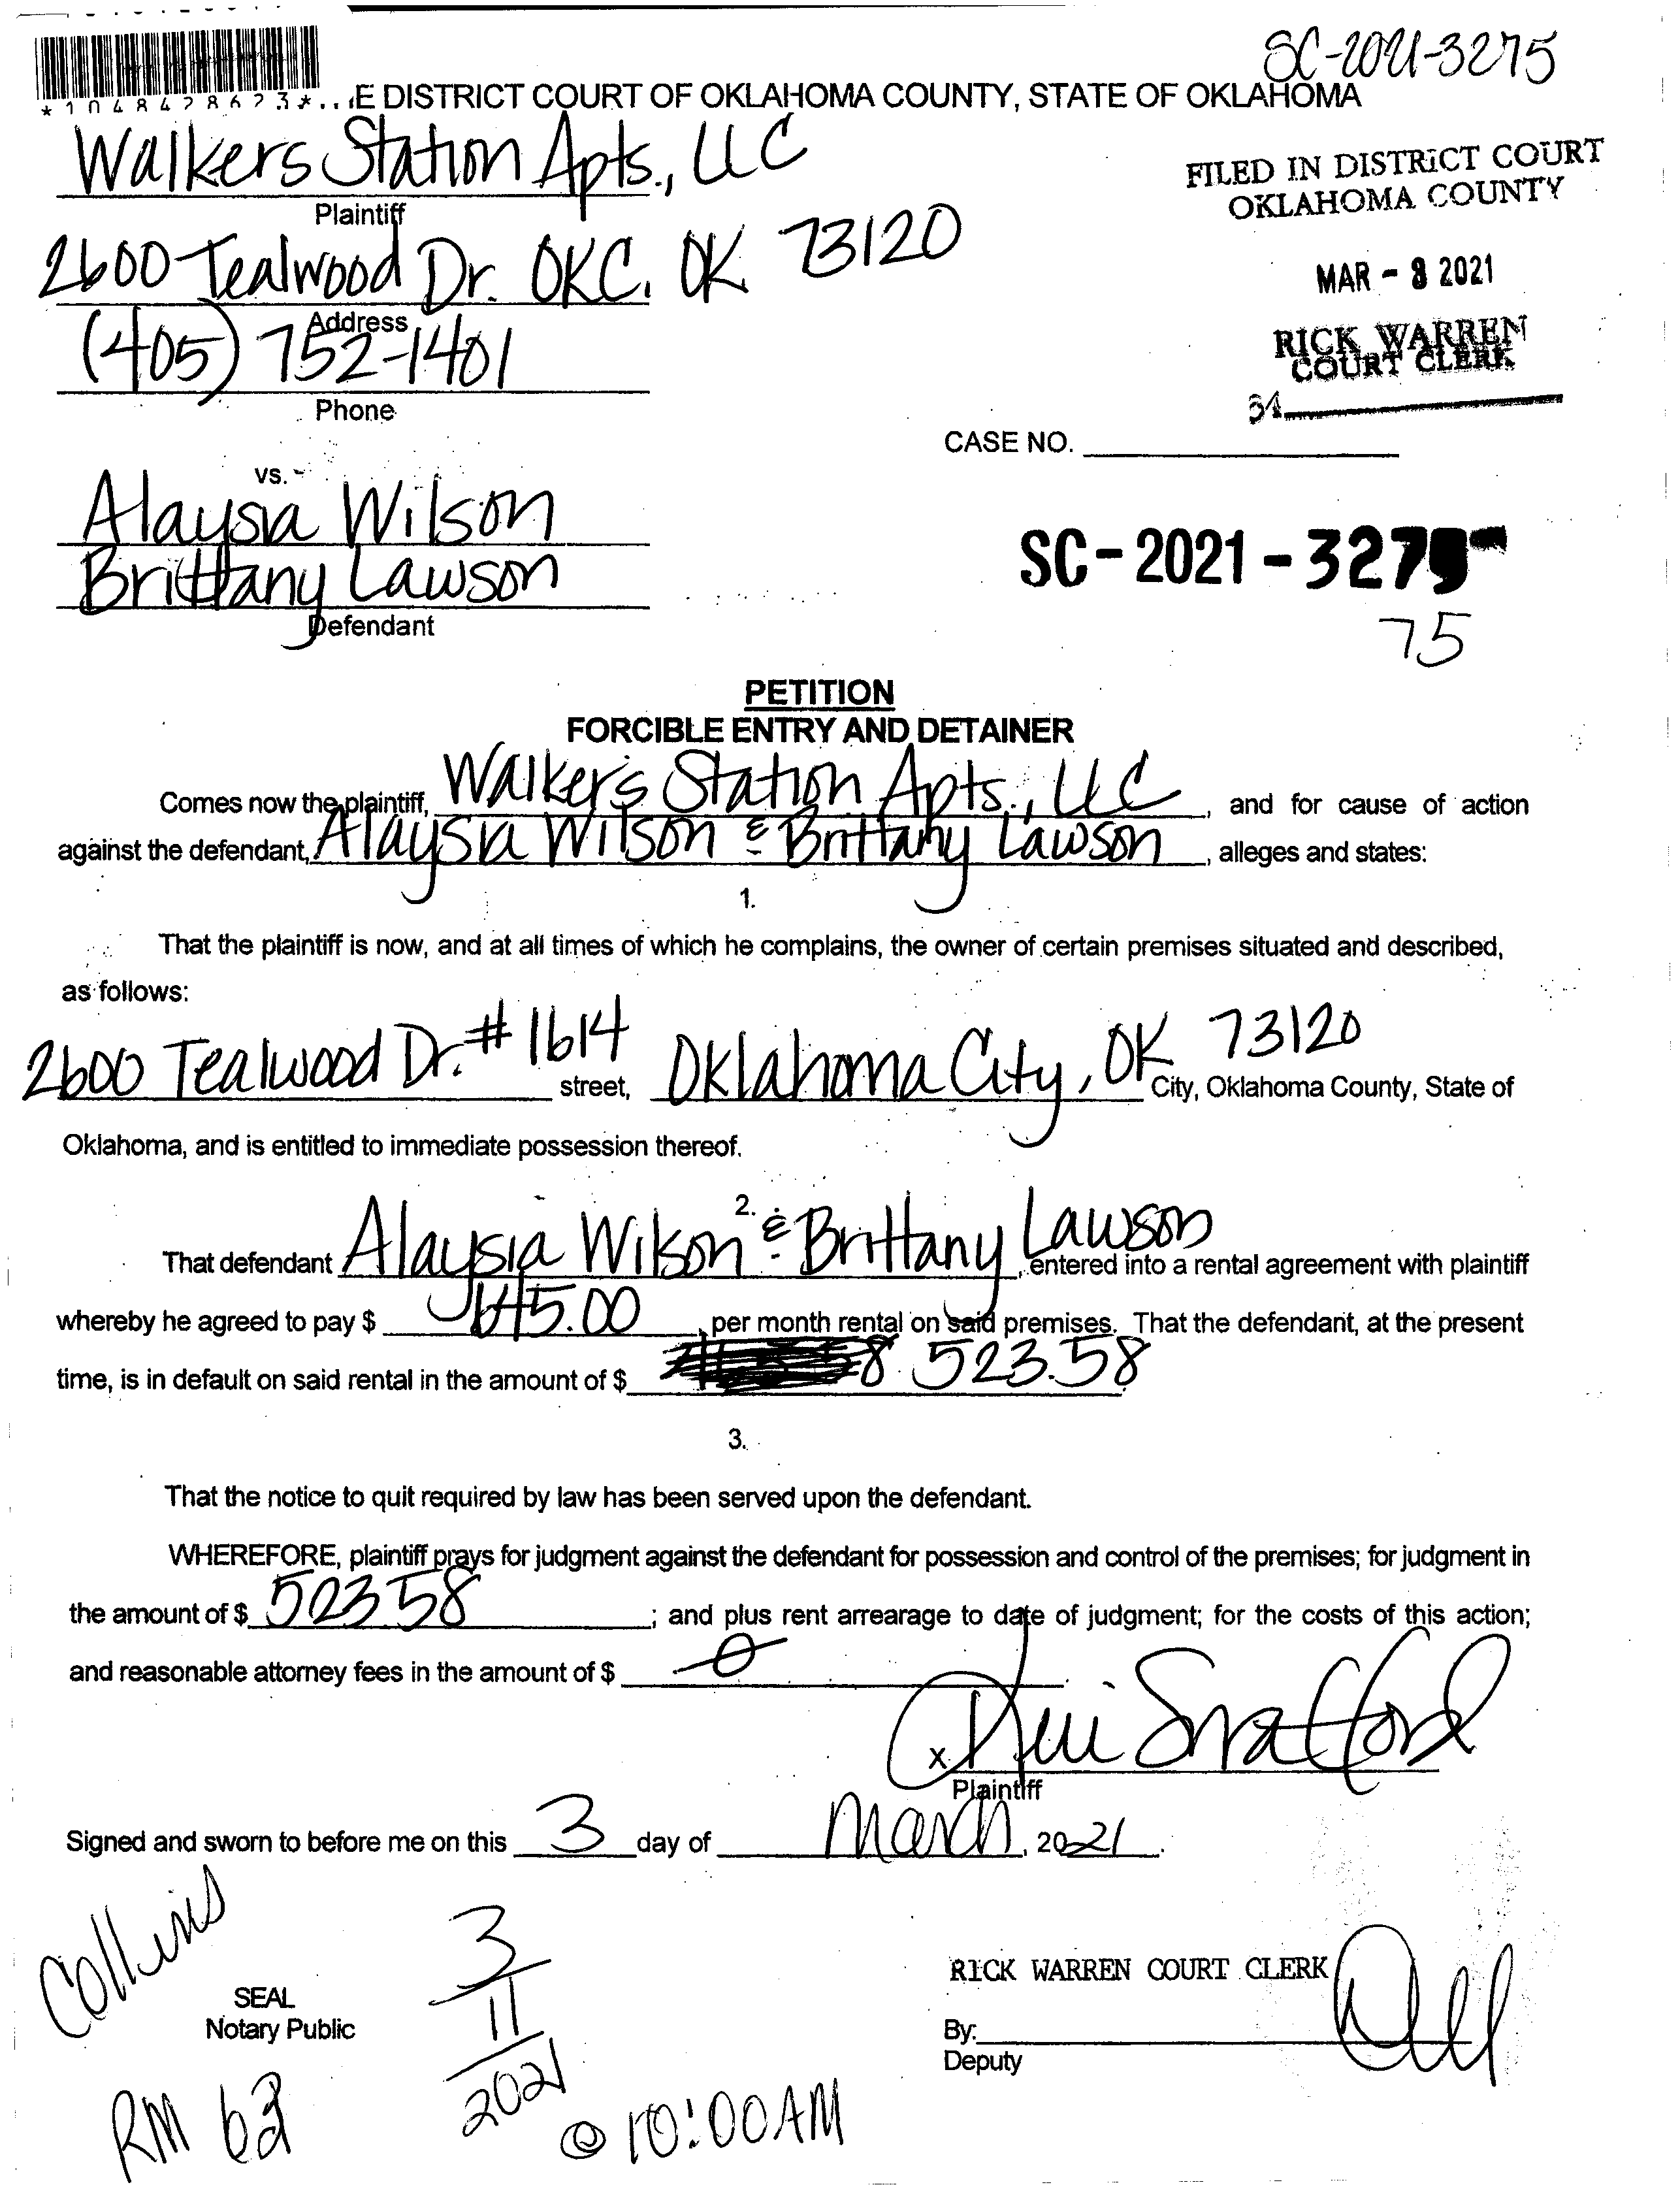 SC-2021-3275
*1048428623*
E DISTRICT COURT OF OKLAHOMA COUNTY, STATE OF OKLAHOMA
Walkers Station Apts., LLC
Plaintiff
2600 Tealwood Dr. OKC. OK. 73120
Address
(405) 752-1401
Phone
FILED IN DISTRICT COURT
OKLAHOMA COUNTY
MAR - 8 2021
RICK WARREN
COURT CLERK
34
CASE NO.
vs.
Alaysia Wilson
Brittany Lawson
Defendant
SC-2021-327
75
PETITION
FORCIBLE ENTRY AND DETAINER
Comes now the plaintiff, Walker's Station Apts., LLC, and for cause of action
against the defendant, Alaysia Wilson & Brittany Lawson, alleges and states:
1.
That the plaintiff is now, and at all times of which he complains, the owner of certain premises situated and described,
as follows:
2600 Tealwood Dr. # 1614 street, Oklahoma City, OK 73120 City, Oklahoma County, State of
Oklahoma, and is entitled to immediate possession thereof.
2.
That defendant Alaysia Wilson & Brittany Lawson, entered into a rental agreement with plaintiff
whereby he agreed to pay $ 645.00, per month rental on said premises. That the defendant, at the present
time, is in default on said rental in the amount of $ 523.58
3.
That the notice to quit required by law has been served upon the defendant.
WHEREFORE, plaintiff prays for judgment against the defendant for possession and control of the premises; for judgment in
the amount of $ 523.58; and plus rent arrearage to date of judgment; for the costs of this action;
and reasonable attorney fees in the amount of $ 0
X
Plaintiff
Signed and sworn to before me on this 3 day of March, 2021.
Collins
SEAL
Notary Public
3
11
2021
RICK WARREN COURT CLERK
By:
Deputy
RM
@ 10:00AM